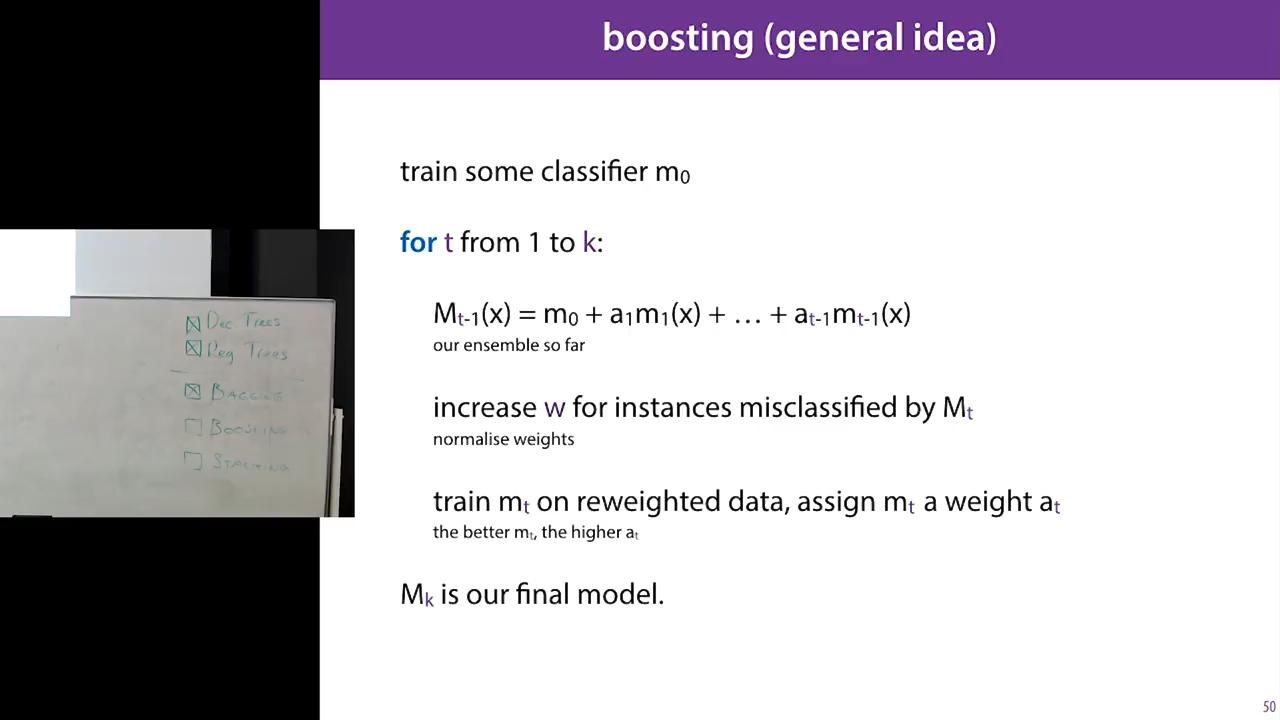 boosting (general idea)
train some classifier m₀
for t from 1 to k:
Mₜ₋₁(x) = m₀ + a₁m₁(x) + … + aₜ₋₁mₜ₋₁(x)
our ensemble so far
increase w for instances misclassified by Mₜ
normalise weights
train mₜ on reweighted data, assign mₜ a weight aₜ
the better mₜ, the higher aₜ
Mₖ is our final model.
Dec Trees
Reg Trees
BAGGING
BOOSTING
STACKING
50